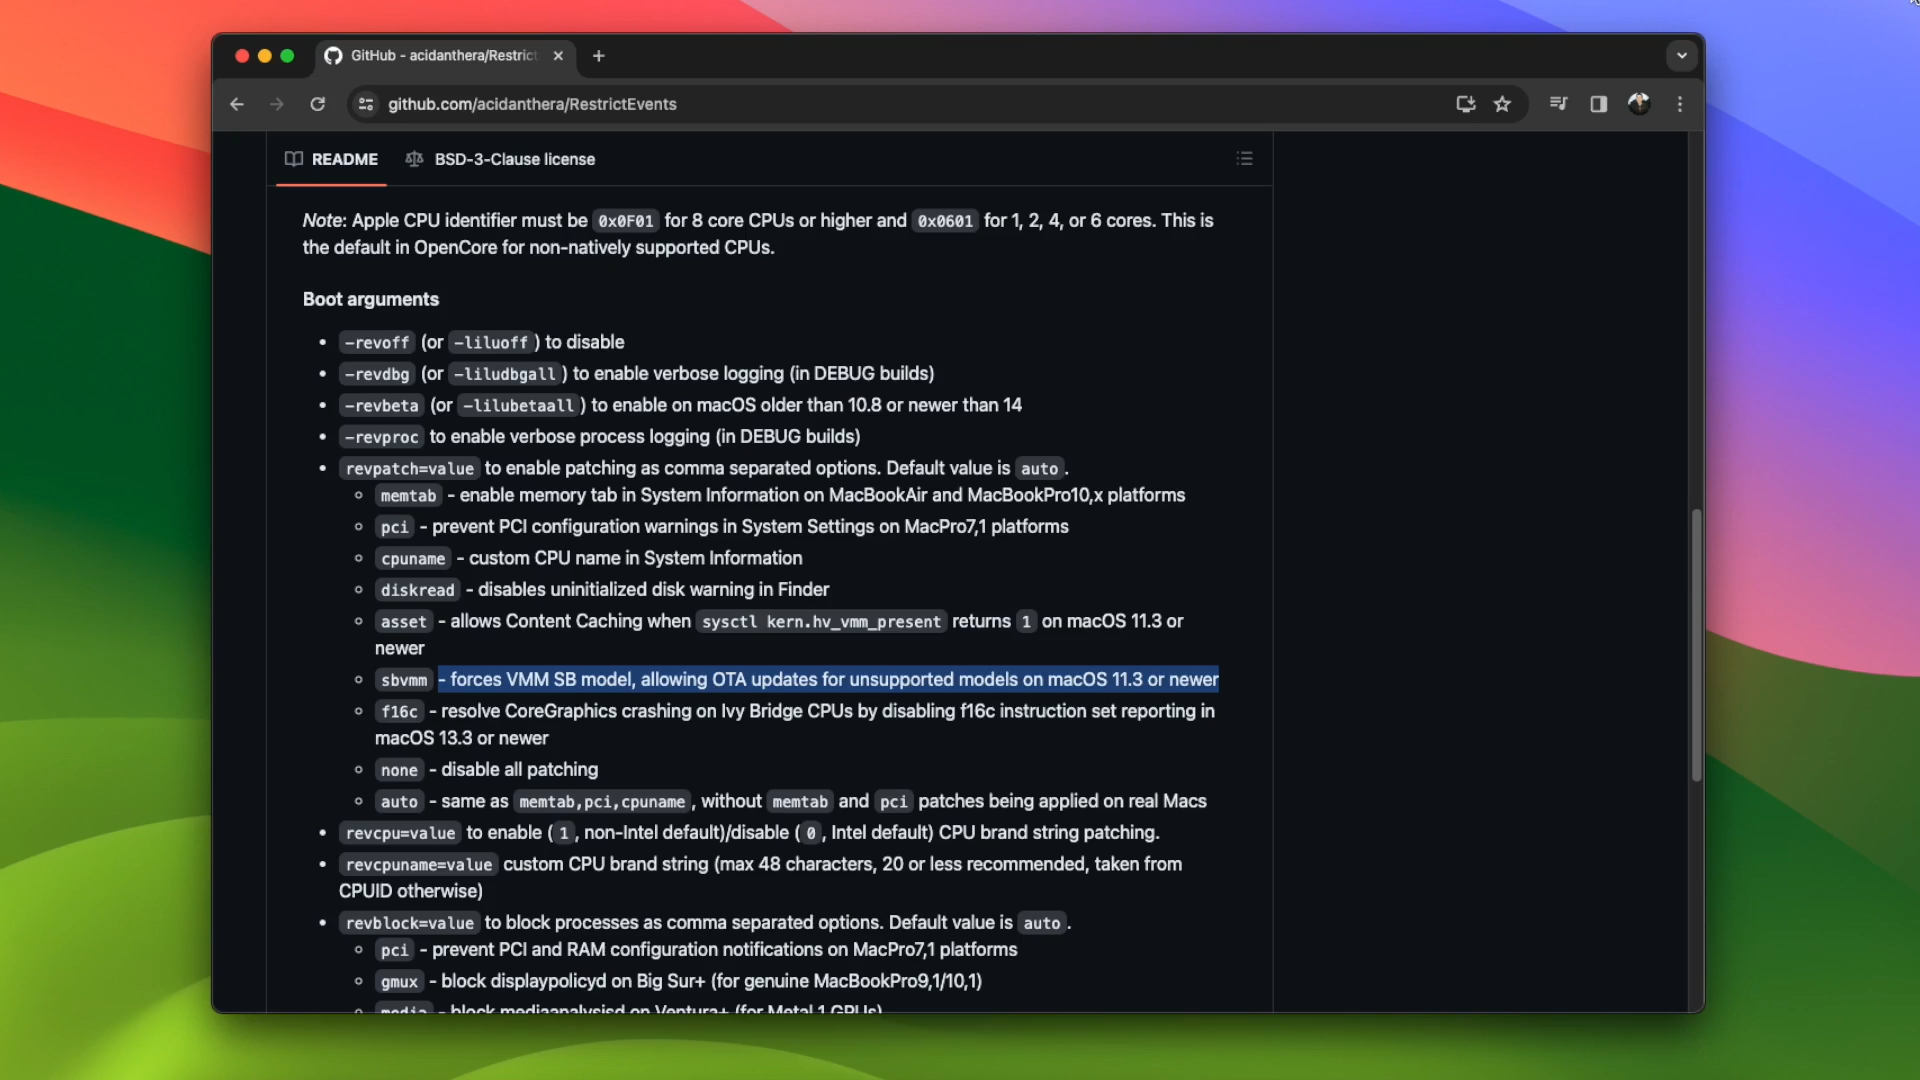 GitHub - acidanthera/Restrict
github.com/acidanthera/RestrictEvents
README BSD-3-Clause license
Note: Apple CPU identifier must be 0x0F01 for 8 core CPUs or higher and 0x0601 for 1, 2, 4, or 6 cores. This is
the default in OpenCore for non-natively supported CPUs.
Boot arguments
• -revoff (or -liluoff) to disable
• -revdbg (or -liludbgall) to enable verbose logging (in DEBUG builds)
• -revbeta (or -lilubetaall) to enable on macOS older than 10.8 or newer than 14
• -revproc to enable verbose process logging (in DEBUG builds)
• revpatch=value to enable patching as comma separated options. Default value is auto.
◦ memtab - enable memory tab in System Information on MacBookAir and MacBookPro10,x platforms
◦ pci - prevent PCI configuration warnings in System Settings on MacPro7,1 platforms
◦ cpuname - custom CPU name in System Information
◦ diskread - disables uninitialized disk warning in Finder
◦ asset - allows Content Caching when sysctl kern.hv_vmm_present returns 1 on macOS 11.3 or
newer
◦ sbvmm - forces VMM SB model, allowing OTA updates for unsupported models on macOS 11.3 or newer
◦ f16c - resolve CoreGraphics crashing on Ivy Bridge CPUs by disabling f16c instruction set reporting in
macOS 13.3 or newer
◦ none - disable all patching
◦ auto - same as memtab,pci,cpuname, without memtab and pci patches being applied on real Macs
• revcpu=value to enable (1, non-Intel default)/disable (0, Intel default) CPU brand string patching.
• revcpuname=value custom CPU brand string (max 48 characters, 20 or less recommended, taken from
CPUID otherwise)
• revblock=value to block processes as comma separated options. Default value is auto.
◦ pci - prevent PCI and RAM configuration notifications on MacPro7,1 platforms
◦ gmux - block displaypolicyd on Big Sur+ (for genuine MacBookPro9,1/10,1)
◦ media - block mediaanalysisd on Ventura+ (for Metal 1 GPUs)